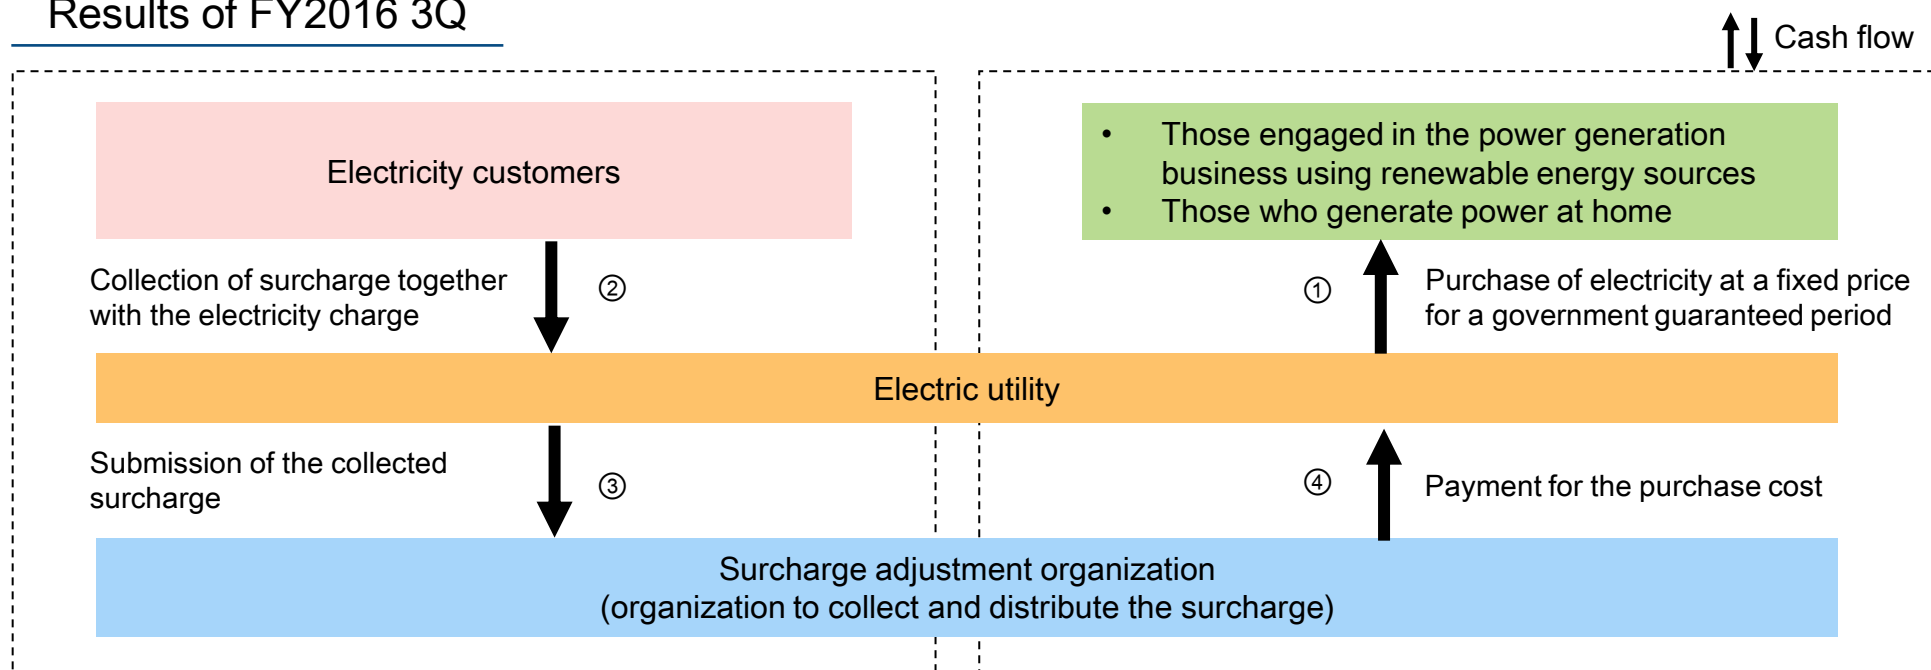 Results of FY2016 3Q
Cash flow
Electricity customers
• Those engaged in the power generation
business using renewable energy sources
• Those who generate power at home
Collection of surcharge together
with the electricity charge
②
①
Purchase of electricity at a fixed price
for a government guaranteed period
Electric utility
Submission of the collected
surcharge
③
④
Payment for the purchase cost
Surcharge adjustment organization
(organization to collect and distribute the surcharge)